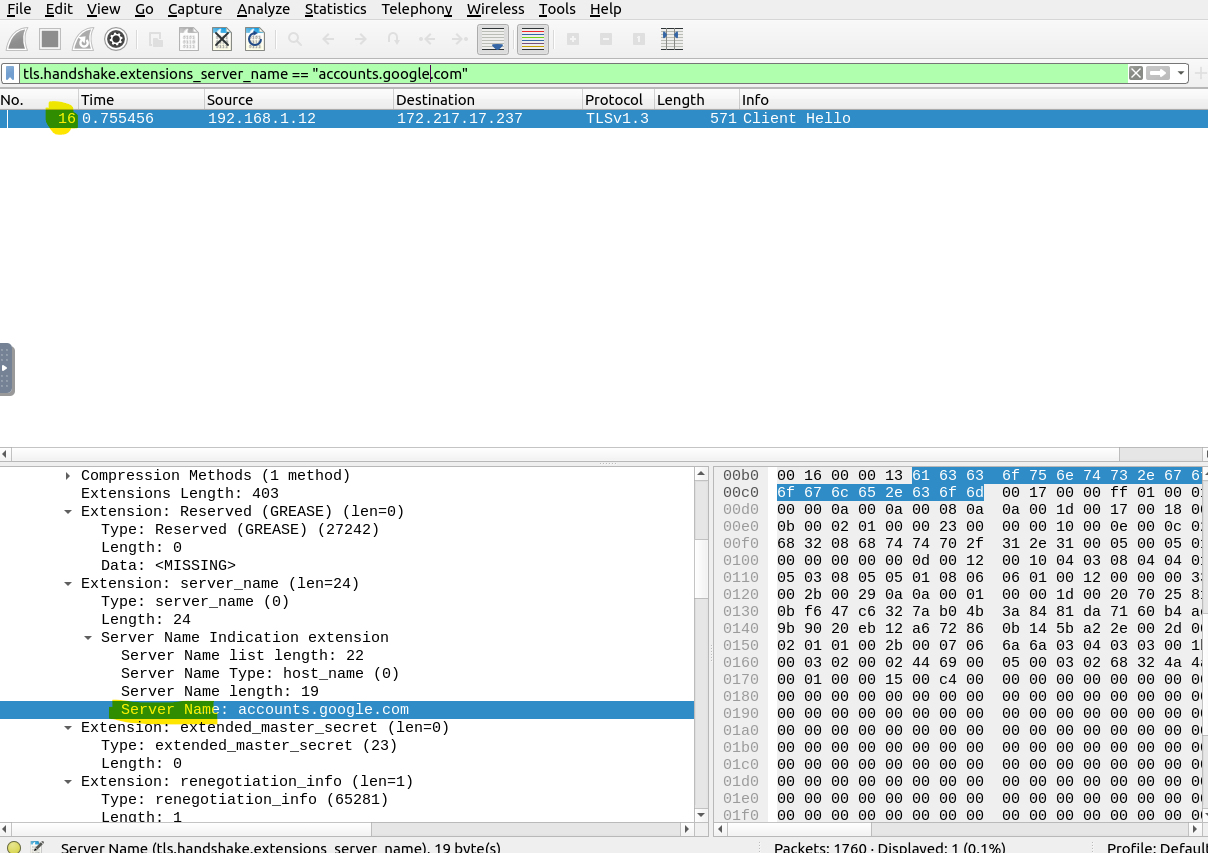 File Edit View Go Capture Analyze Statistics Telephony Wireless Tools Help
tls.handshake.extensions_server_name == "accounts.google.com"
No. Time Source Destination Protocol Length Info
16 0.755456 192.168.1.12 172.217.17.237 TLSv1.3 571 Client Hello
Compression Methods (1 method)
Extensions Length: 403
Extension: Reserved (GREASE) (len=0)
Type: Reserved (GREASE) (27242)
Length: 0
Data: <MISSING>
Extension: server_name (len=24)
Type: server_name (0)
Length: 24
Server Name Indication extension
Server Name list length: 22
Server Name Type: host_name (0)
Server Name length: 19
Server Name: accounts.google.com
Extension: extended_master_secret (len=0)
Type: extended_master_secret (23)
Length: 0
Extension: renegotiation_info (len=1)
Type: renegotiation_info (65281)
Length: 1
00b0 00 16 00 00 13 61 63 63 6f 75 6e 74 73 2e 67
00c0 6f 67 6c 65 2e 63 6f 6d 00 17 00 00 ff 01 00
00d0 00 00 0a 00 0a 00 08 0a 0a 00 1d 00 17 00 18
00e0 0b 00 02 01 00 00 23 00 00 00 10 00 0e 00 0c
00f0 68 32 08 68 74 74 70 2f 31 2e 31 00 05 00 05
0100 00 00 00 00 00 0d 00 12 00 10 04 03 08 04 04
0110 05 03 08 05 05 01 08 06 06 01 00 12 00 00 00
0120 00 2b 00 29 0a 0a 00 01 00 00 1d 00 20 70 25
0130 0b f6 47 c6 32 7a b0 4b 3a 84 81 da 71 60 b4
0140 9b 90 20 eb 12 a6 72 86 0b 14 5b a2 2e 00 2d
0150 02 01 01 00 2b 00 07 06 6a 6a 03 04 03 03 00
0160 00 03 02 00 02 44 69 00 05 00 03 02 68 32 4a
0170 00 01 00 00 15 00 c4 00 00 00 00 00 00 00 00
0180 00 00 00 00 00 00 00 00 00 00 00 00 00 00 00
0190 00 00 00 00 00 00 00 00 00 00 00 00 00 00 00
01a0 00 00 00 00 00 00 00 00 00 00 00 00 00 00 00
01b0 00 00 00 00 00 00 00 00 00 00 00 00 00 00 00
01c0 00 00 00 00 00 00 00 00 00 00 00 00 00 00 00
01d0 00 00 00 00 00 00 00 00 00 00 00 00 00 00 00
01e0 00 00 00 00 00 00 00 00 00 00 00 00 00 00 00
01f0 00 00 00 00 00 00 00 00 00 00 00 00 00 00 00
Server Name (tls.handshake.extensions_server_name), 19 byte(s) Packets: 1760 · Displayed: 1 (0.1%) Profile: Default